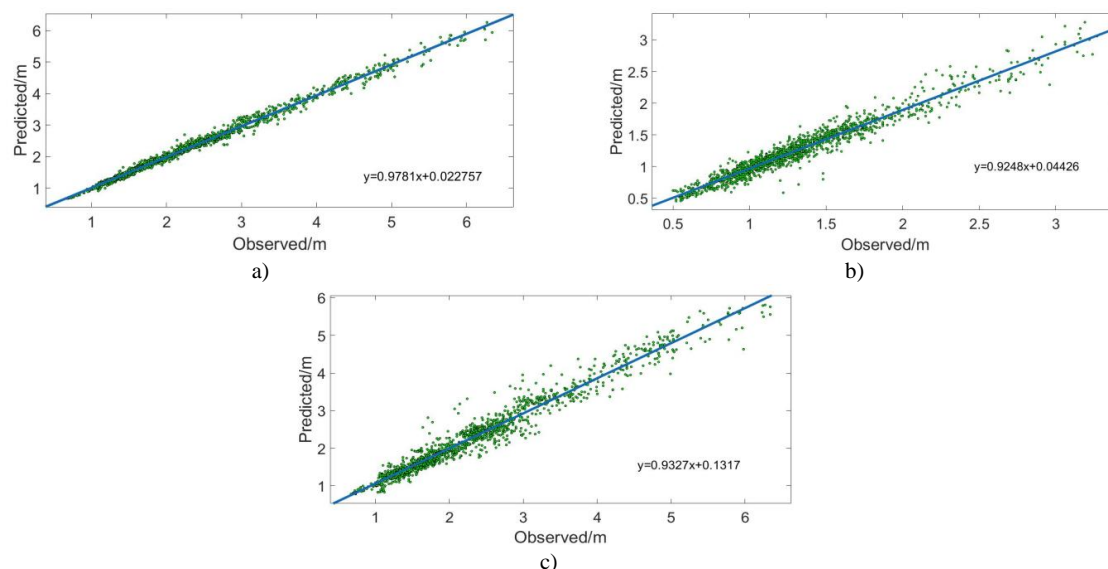 6
5
4
3
2
1
Predicted/m
y=0.9781x+0.022757
1 2 3 4 5 6
Observed/m
a)
3
2.5
2
1.5
1
0.5
Predicted/m
y=0.9248x+0.04426
0.5 1 1.5 2 2.5 3
Observed/m
b)
6
5
4
3
2
1
Predicted/m
y=0.9327x+0.1317
1 2 3 4 5 6
Observed/m
c)